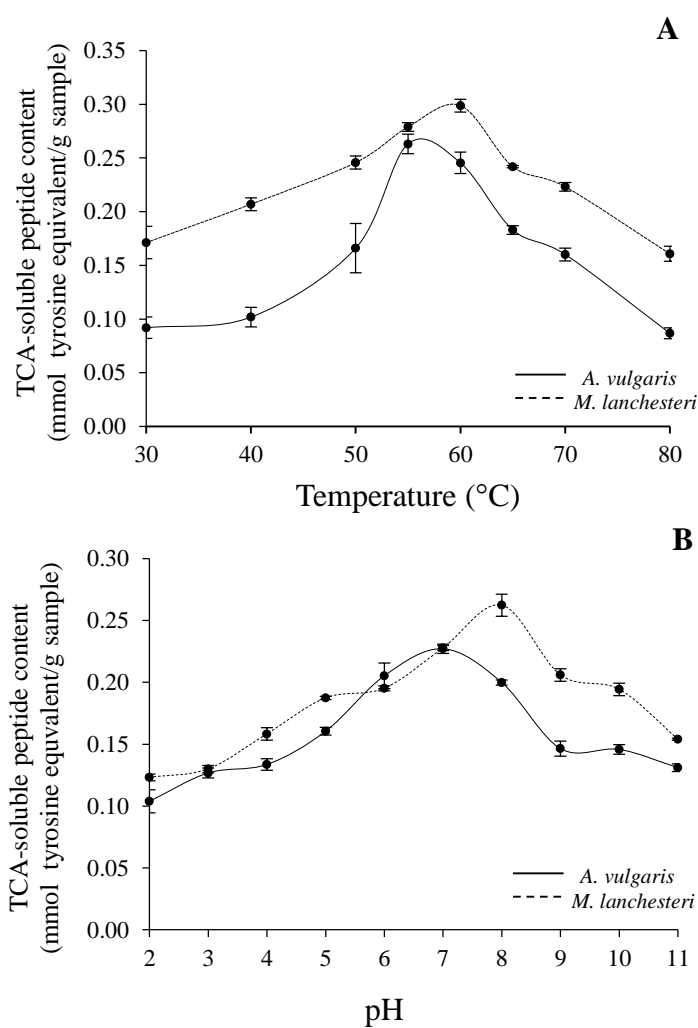 A
TCA-soluble peptide content
(mmol tyrosine equivalent/g sample)
0.35
0.30
0.25
0.20
0.15
0.10
0.05
0.00
30 40 50 60 70 80
A. vulgaris
M. lanchesteri
Temperature (°C)
B
TCA-soluble peptide content
(mmol tyrosine equvalent/g sample)
0.30
0.25
0.20
0.15
0.10
0.05
0.00
2 3 4 5 6 7 8 9 10 11
A. vulgaris
M. lanchesteri
pH